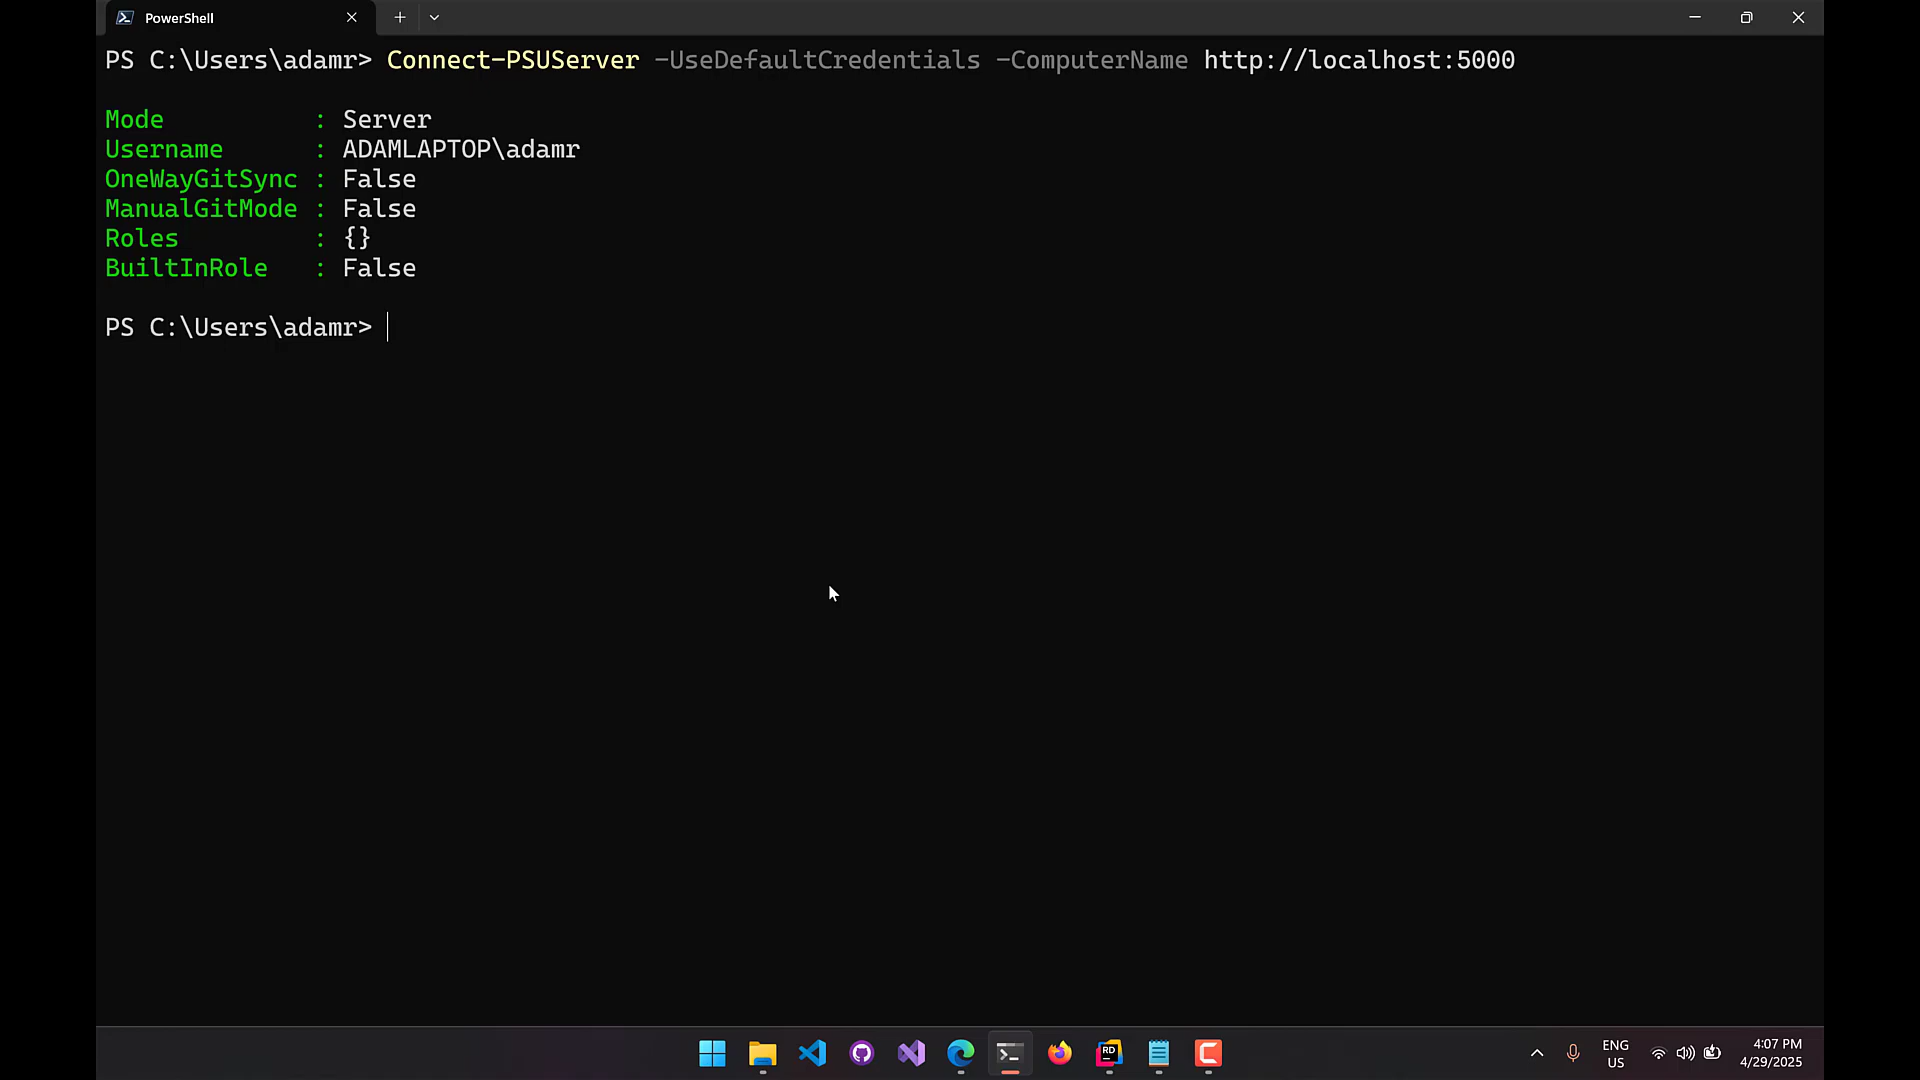 PowerShell
PS C:\Users\adamr> Connect-PSUServer -UseDefaultCredentials -ComputerName http://localhost:5000
Mode : Server
Username : ADAMLAPTOP\adamr
OneWayGitSync : False
ManualGitMode : False
Roles : {}
BuiltInRole : False
PS C:\Users\adamr>
RD
ENG
US
4:07 PM
4/29/2025